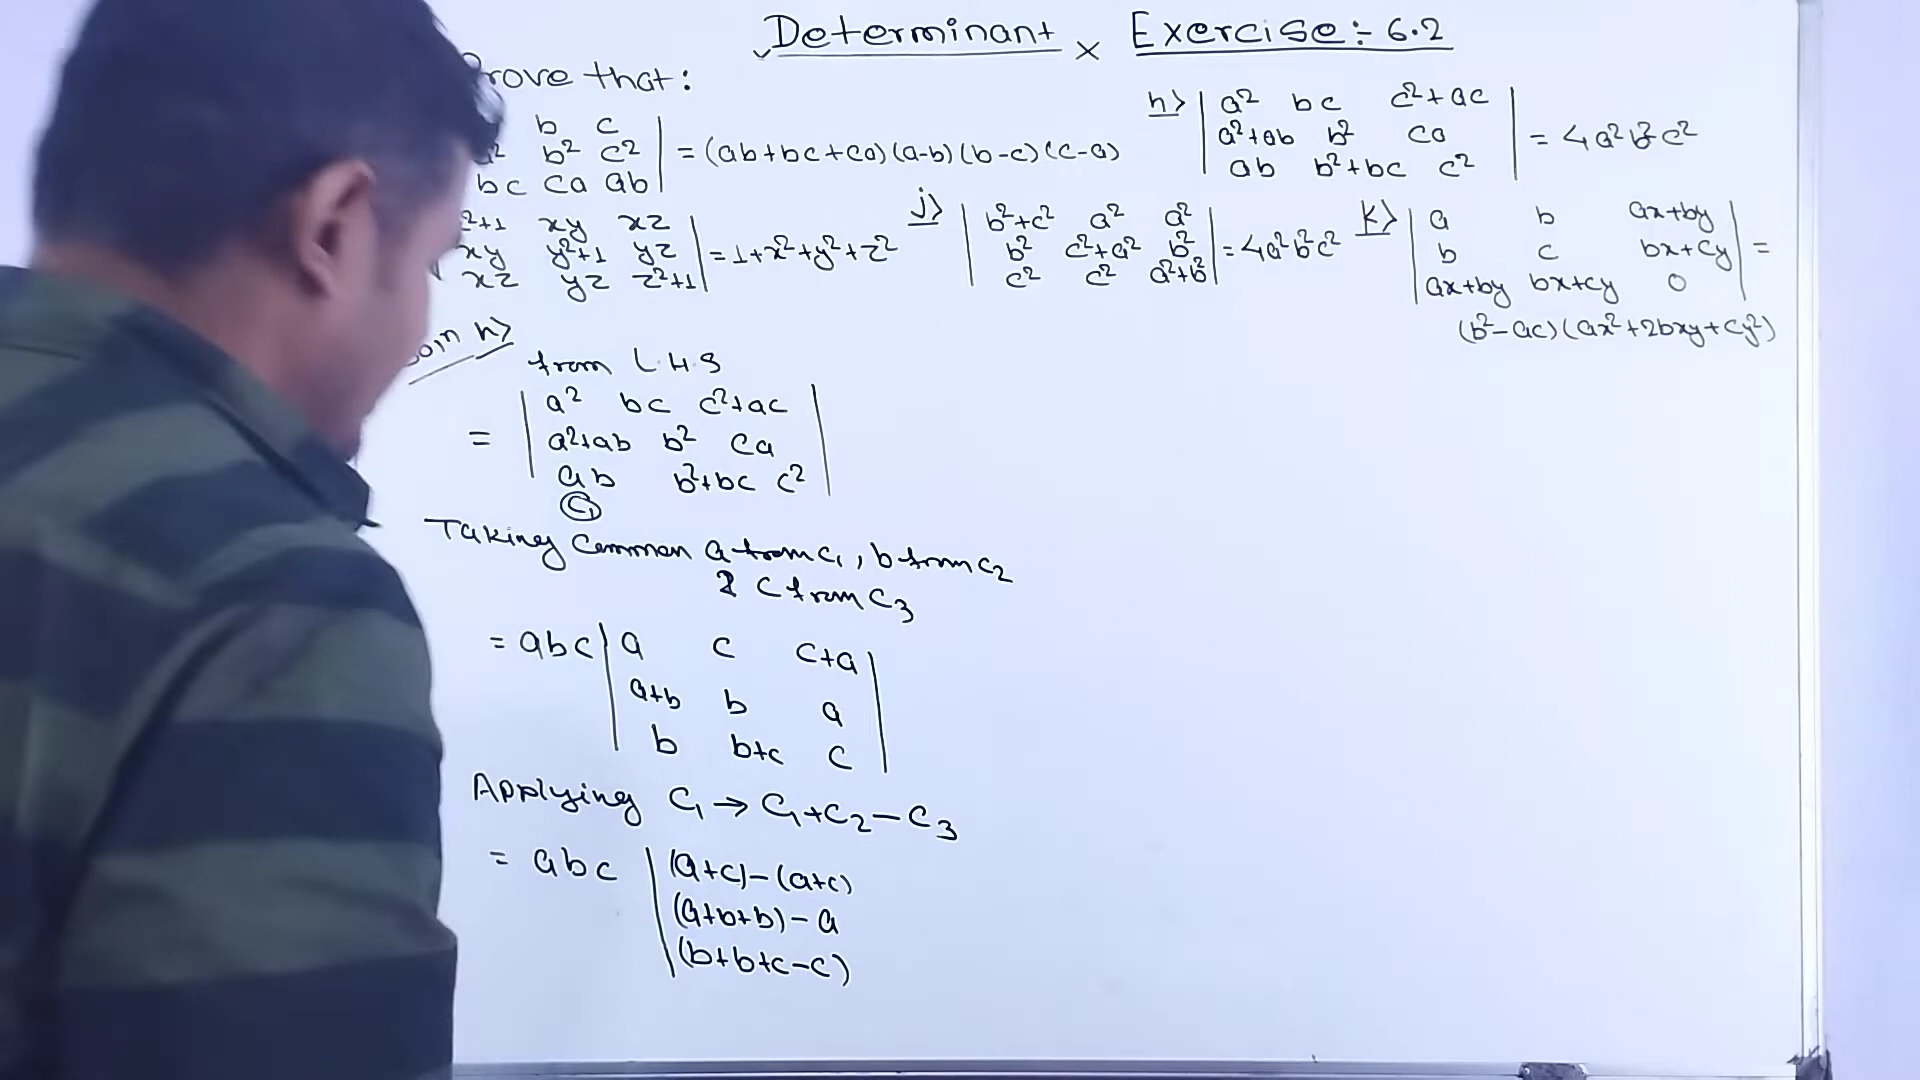 Determinant × Exercise:- 6.2
Prove that:
b c
a² b² c² = (ab+bc+ca)(a-b)(b-c)(c-a)
bc ca ab
h> | a² bc c²+ac
a²+ab b² ca = 4a²b²c²
ab b²+bc c² |
²+1 xy xz
xy y²+1 yz = 1+x²+y²+z²
xz yz z²+1
j> | b²+c² a² a²
b² c²+a² b² = 4a²b²c²
c² c² a²+b² |
k> | a b ax+by
b c bx+cy =
ax+by bx+cy 0 |
(b²-ac)(ax²+2bxy+cy²)
Soln h>
from L.H.S
| a² bc c²+ac
= a²+ab b² ca
ab b²+bc c² |
C₁
Taking Common a from c₁, b from c₂
& c from c₃
= abc | a c c+a
a+b b a
b b+c c |
Applying C₁ → C₁+C₂-C₃
= abc | (a+c)-(a+c)
(a+b+b)-a
(b+b+c-c)